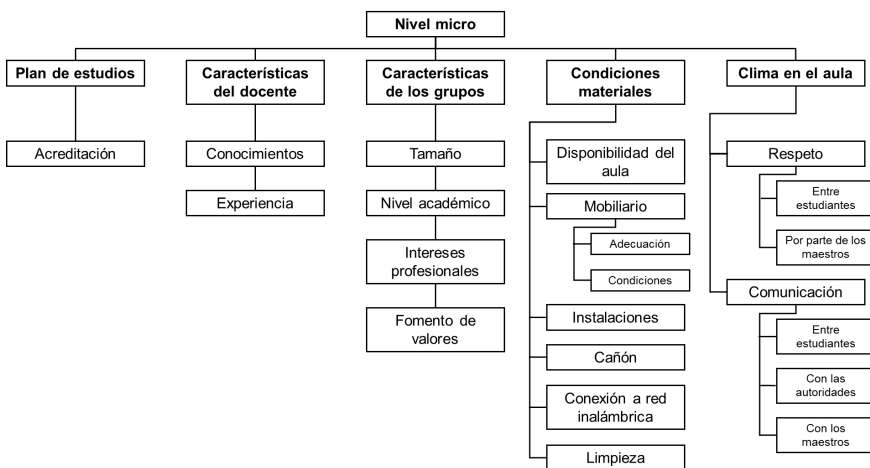 Nivel micro
Plan de estudios
Características
del docente
Características
de los grupos
Condiciones
materiales
Clima en el aula
Acreditación
Conocimientos
Experiencia
Tamaño
Nivel académico
Intereses
profesionales
Fomento de
valores
Disponibilidad del
aula
Mobiliario
Adecuación
Condiciones
Instalaciones
Cañón
Conexión a red
inalámbrica
Limpieza
Respeto
Entre
estudiantes
Por parte de los
maestros
Comunicación
Entre
estudiantes
Con las
autoridades
Con los
maestros